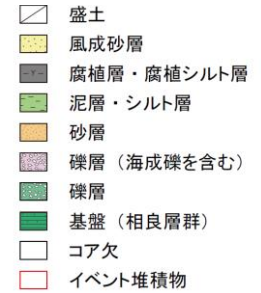 盛土
風成砂層
腐植層・腐植シルト層
泥層・シルト層
砂層
礫層（海成礫を含む）
礫層
基盤（相良層群）
コア欠
イベント堆積物